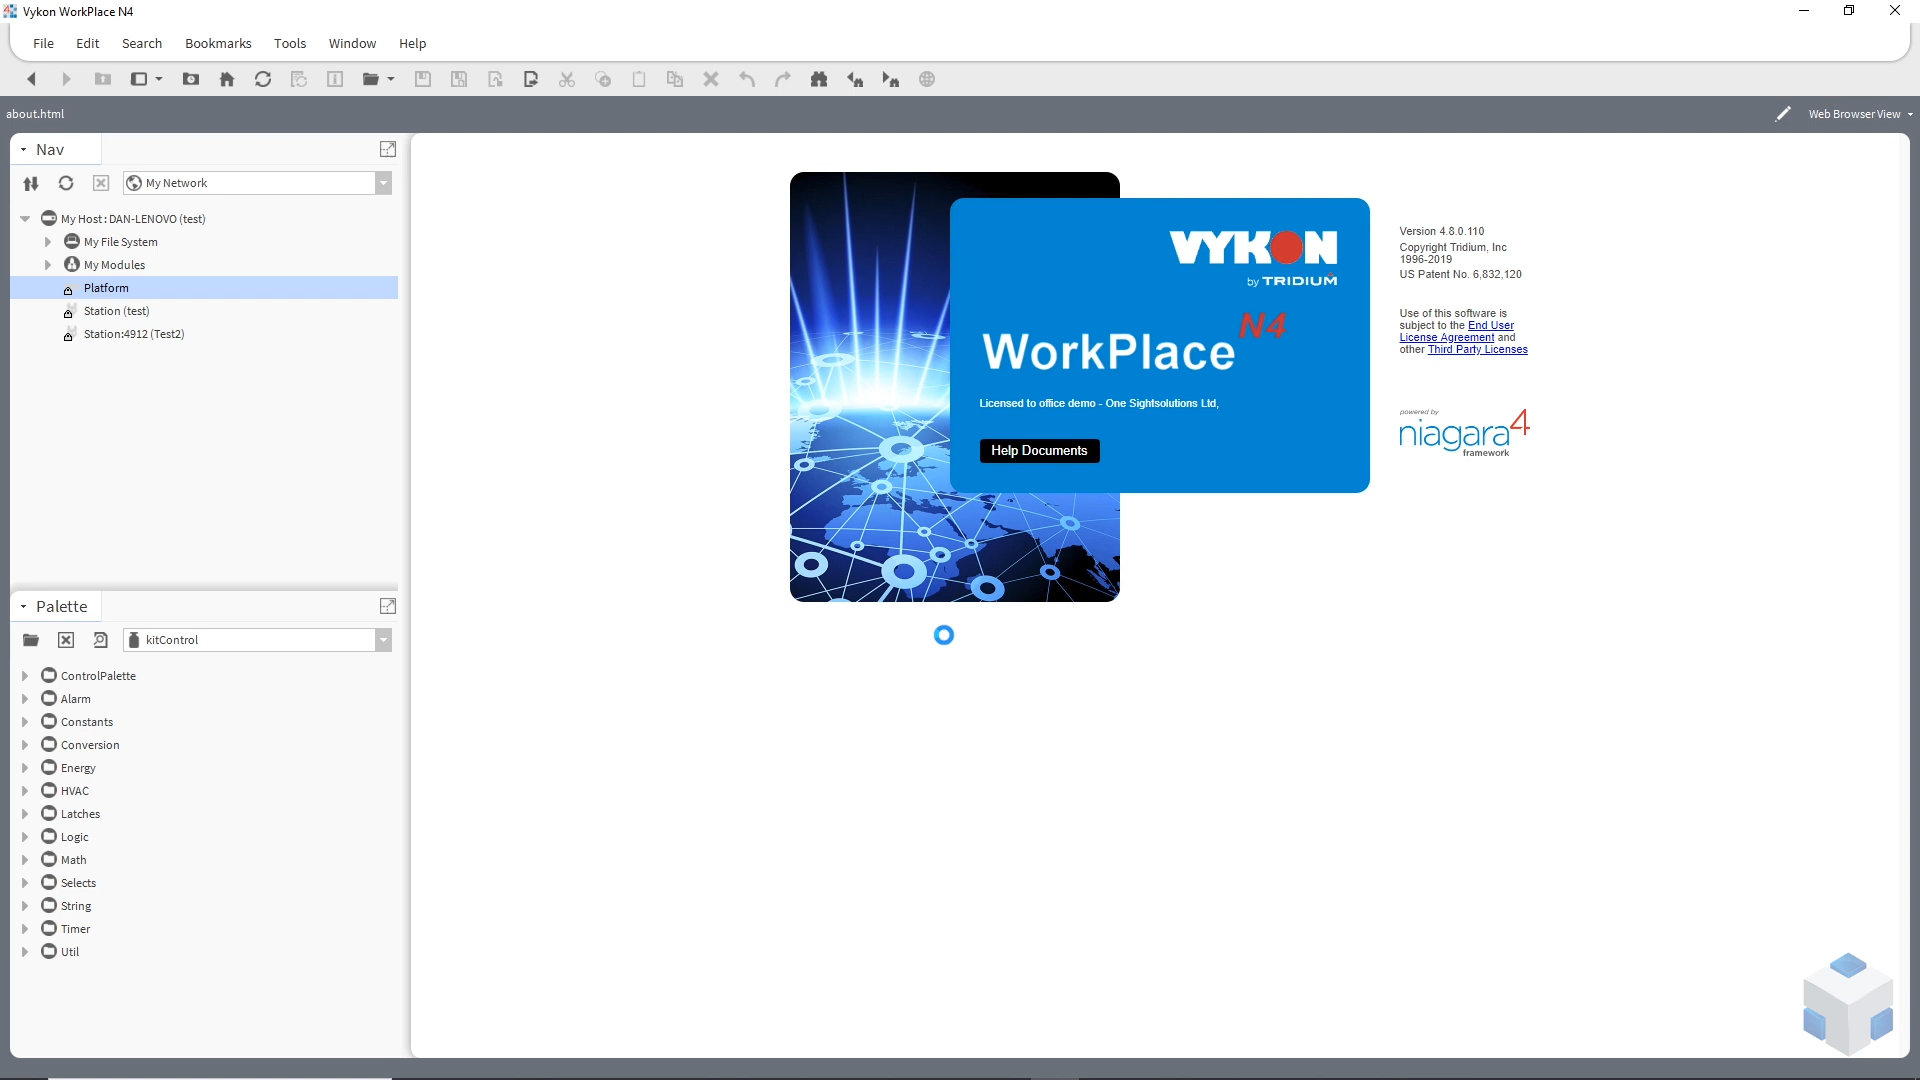 Vykon WorkPlace N4
File Edit Search Bookmarks Tools Window Help
about.html
Web Browser View
Nav
My Network
My Host : DAN-LENOVO (test)
My File System
My Modules
Platform
Station (test)
Station:4912 (Test2)
Palette
kitControl
ControlPalette
Alarm
Constants
Conversion
Energy
HVAC
Latches
Logic
Math
Selects
String
Timer
Util
VYKON
by TRIDIUM
WorkPlace N4
Licensed to office demo - One Sightsolutions Ltd,
Help Documents
Version 4.8.0.110
Copyright Tridium, Inc
1996-2019
US Patent No. 6,832,120
Use of this software is
subject to the End User
License Agreement and
other Third Party Licenses
powered by
niagara4
framework